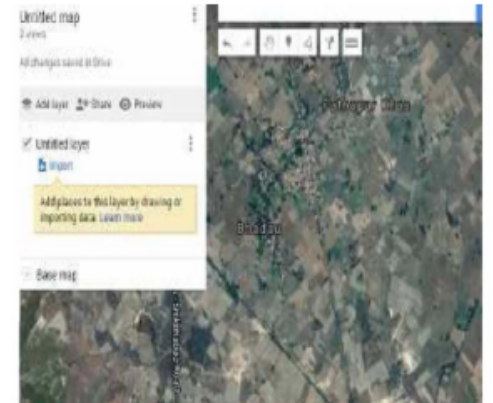 Untitled map
2 views
All changes saved in Drive
Add layer Share Preview
Untitled layer
Import
Add places to this layer by drawing or
importing data. Learn more
Base map